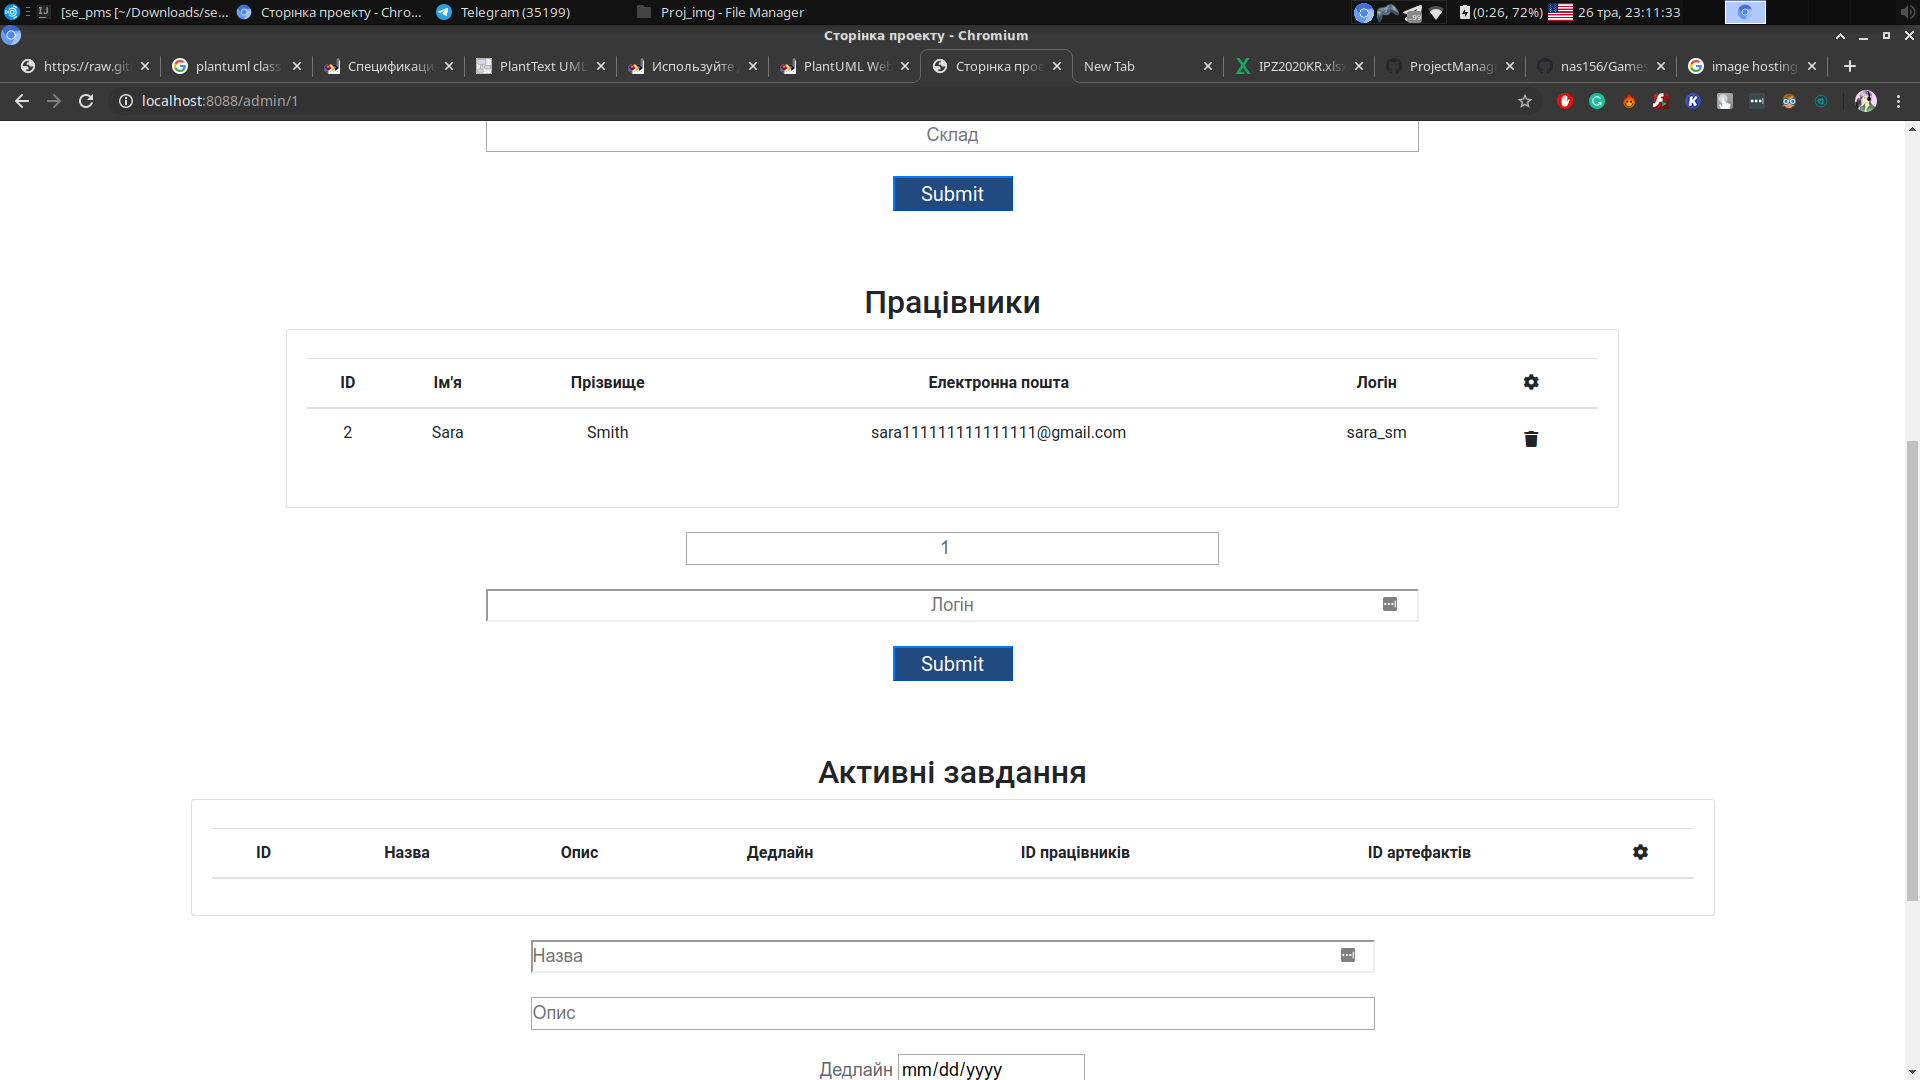 [se_pms [~/Downloads/se... Сторінка проекту - Chro... Telegram (35199) Proj_img - File Manager (0:26, 72%) 26 тра, 23:11:33
Сторінка проекту - Chromium
https://raw.git plantuml class Спецификаци PlantText UML Используйте PlantUML Web Сторінка прое New Tab IPZ2020KR.xls ProjectManag nas156/Games image hosting
localhost:8088/admin/1
Склад
Submit
Працівники
ID Ім'я Прізвище Електронна пошта Логін
2 Sara Smith sara111111111111111@gmail.com sara_sm
1
Логін
Submit
Активні завдання
ID Назва Опис Дедлайн ID працівників ID артефактів
Назва
Опис
Дедлайн mm/dd/yyyy